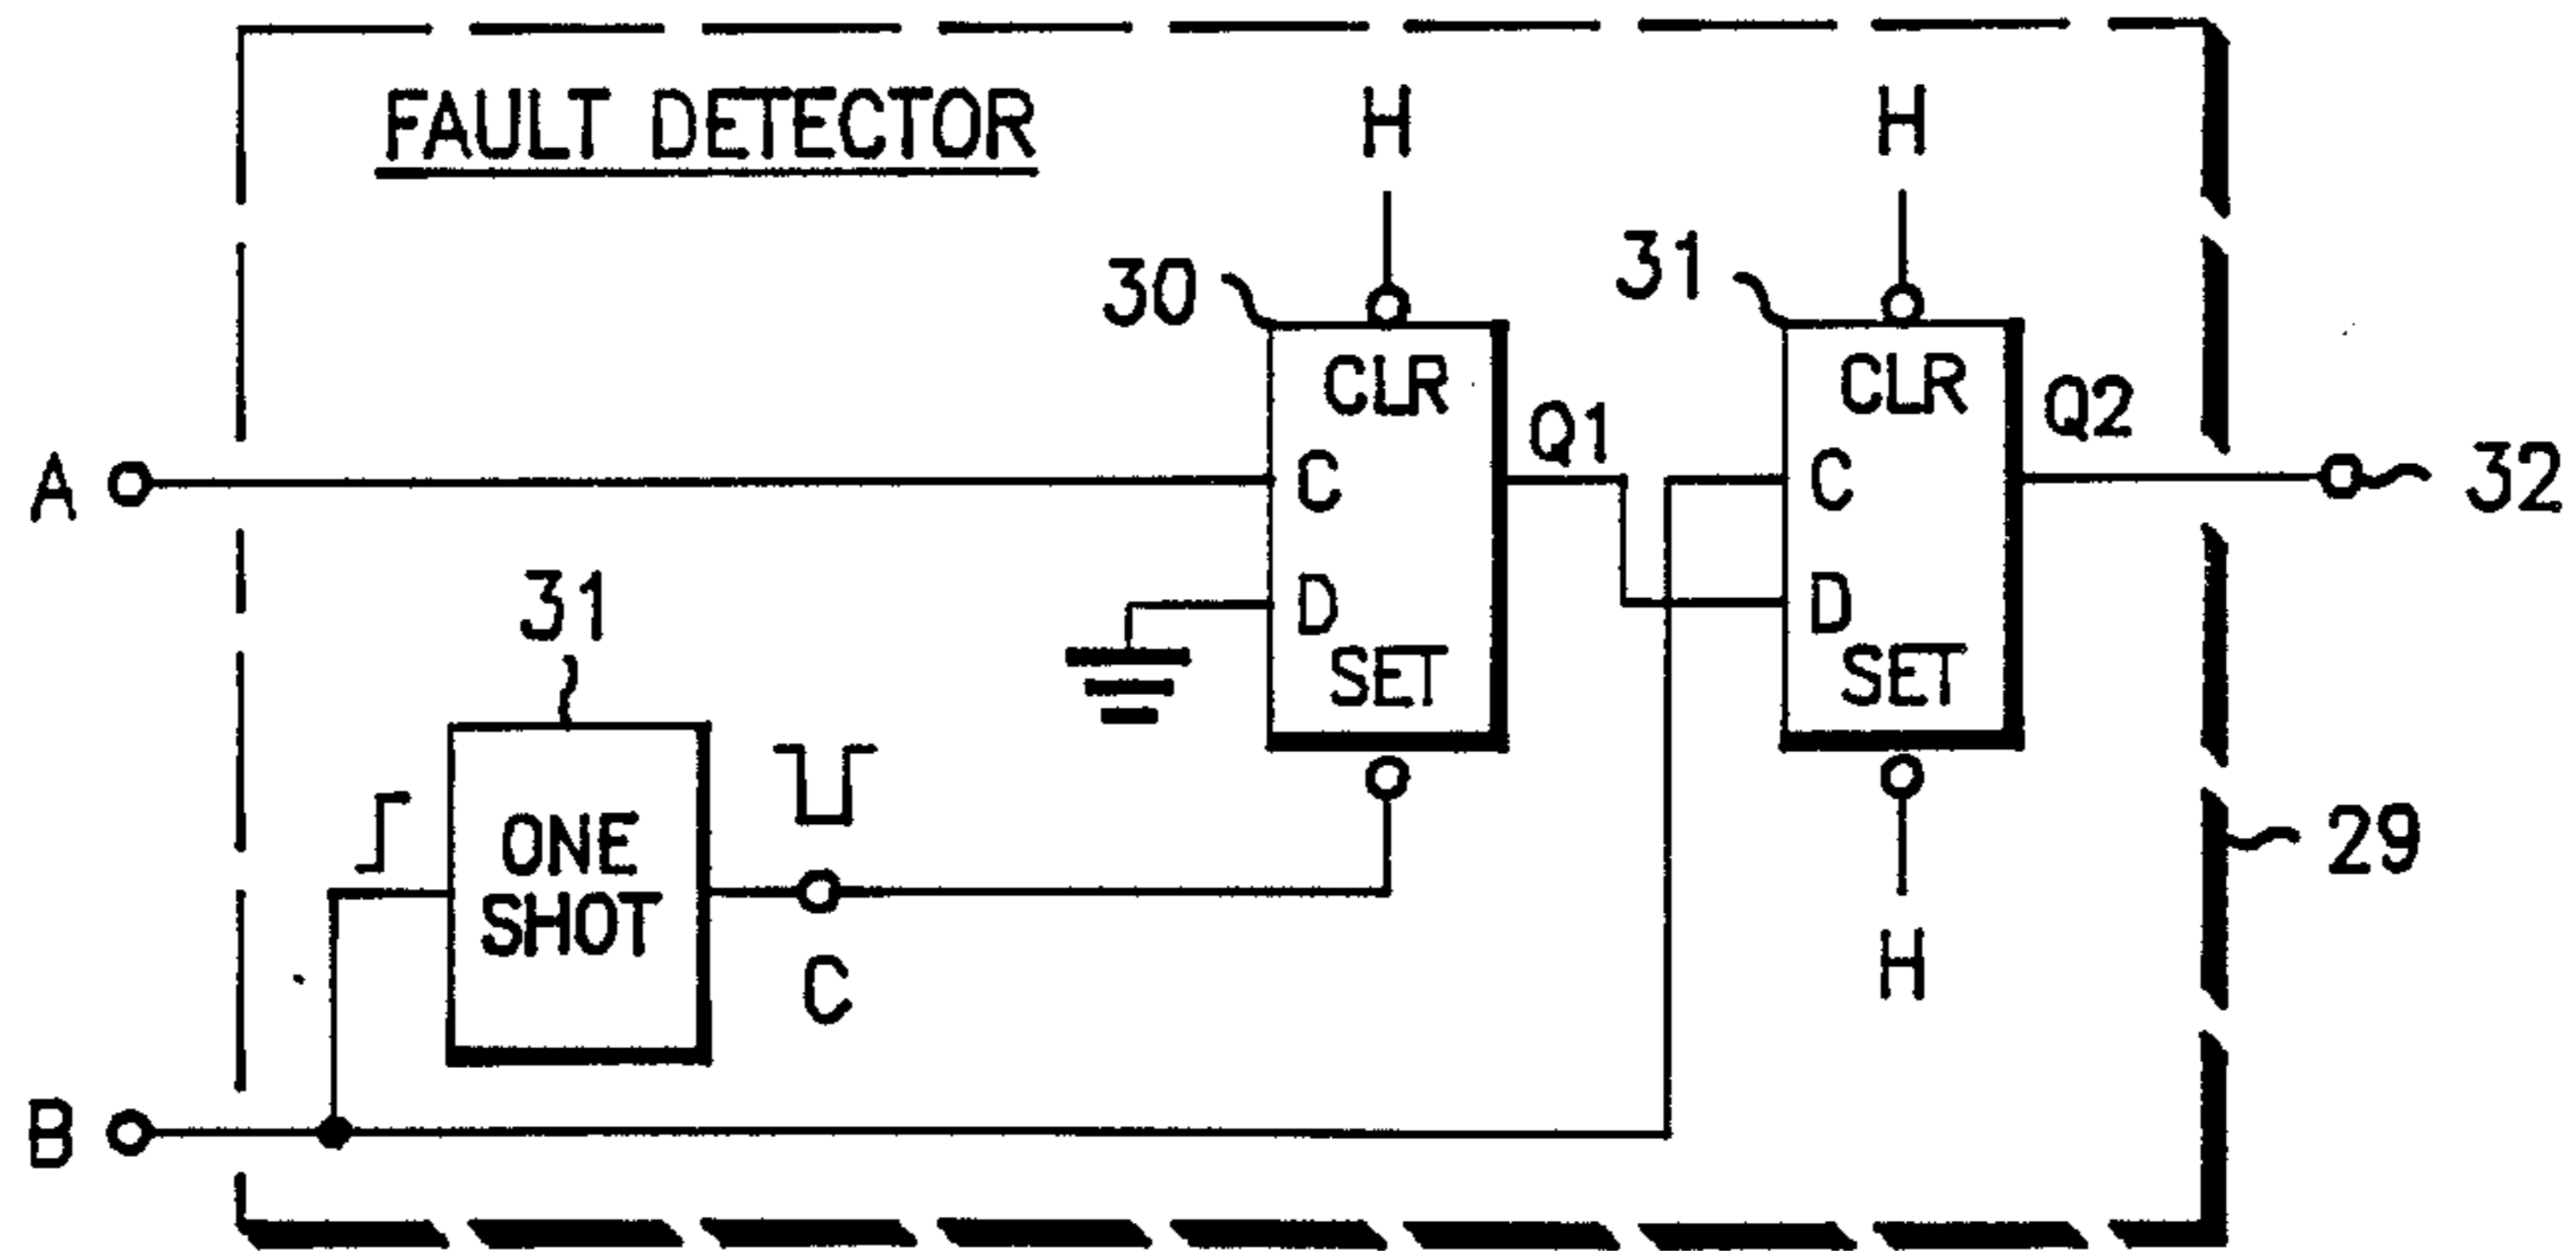 FAULT DETECTOR
H
H
30
31
CLR
CLR
Q1
Q2
A
C
C
32
31
D
D
SET
SET
ONE
SHOT
29
C
H
B